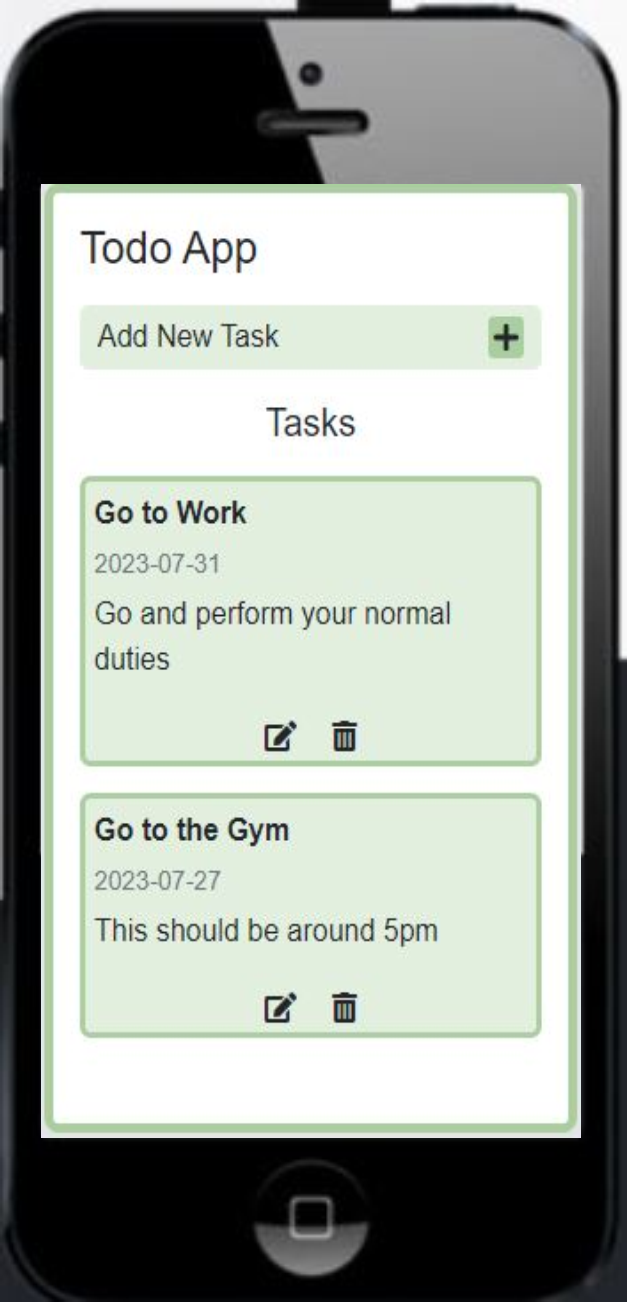 Todo App
Add New Task
Tasks
Go to Work
2023-07-31
Go and perform your normal
duties
Go to the Gym
2023-07-27
This should be around 5pm